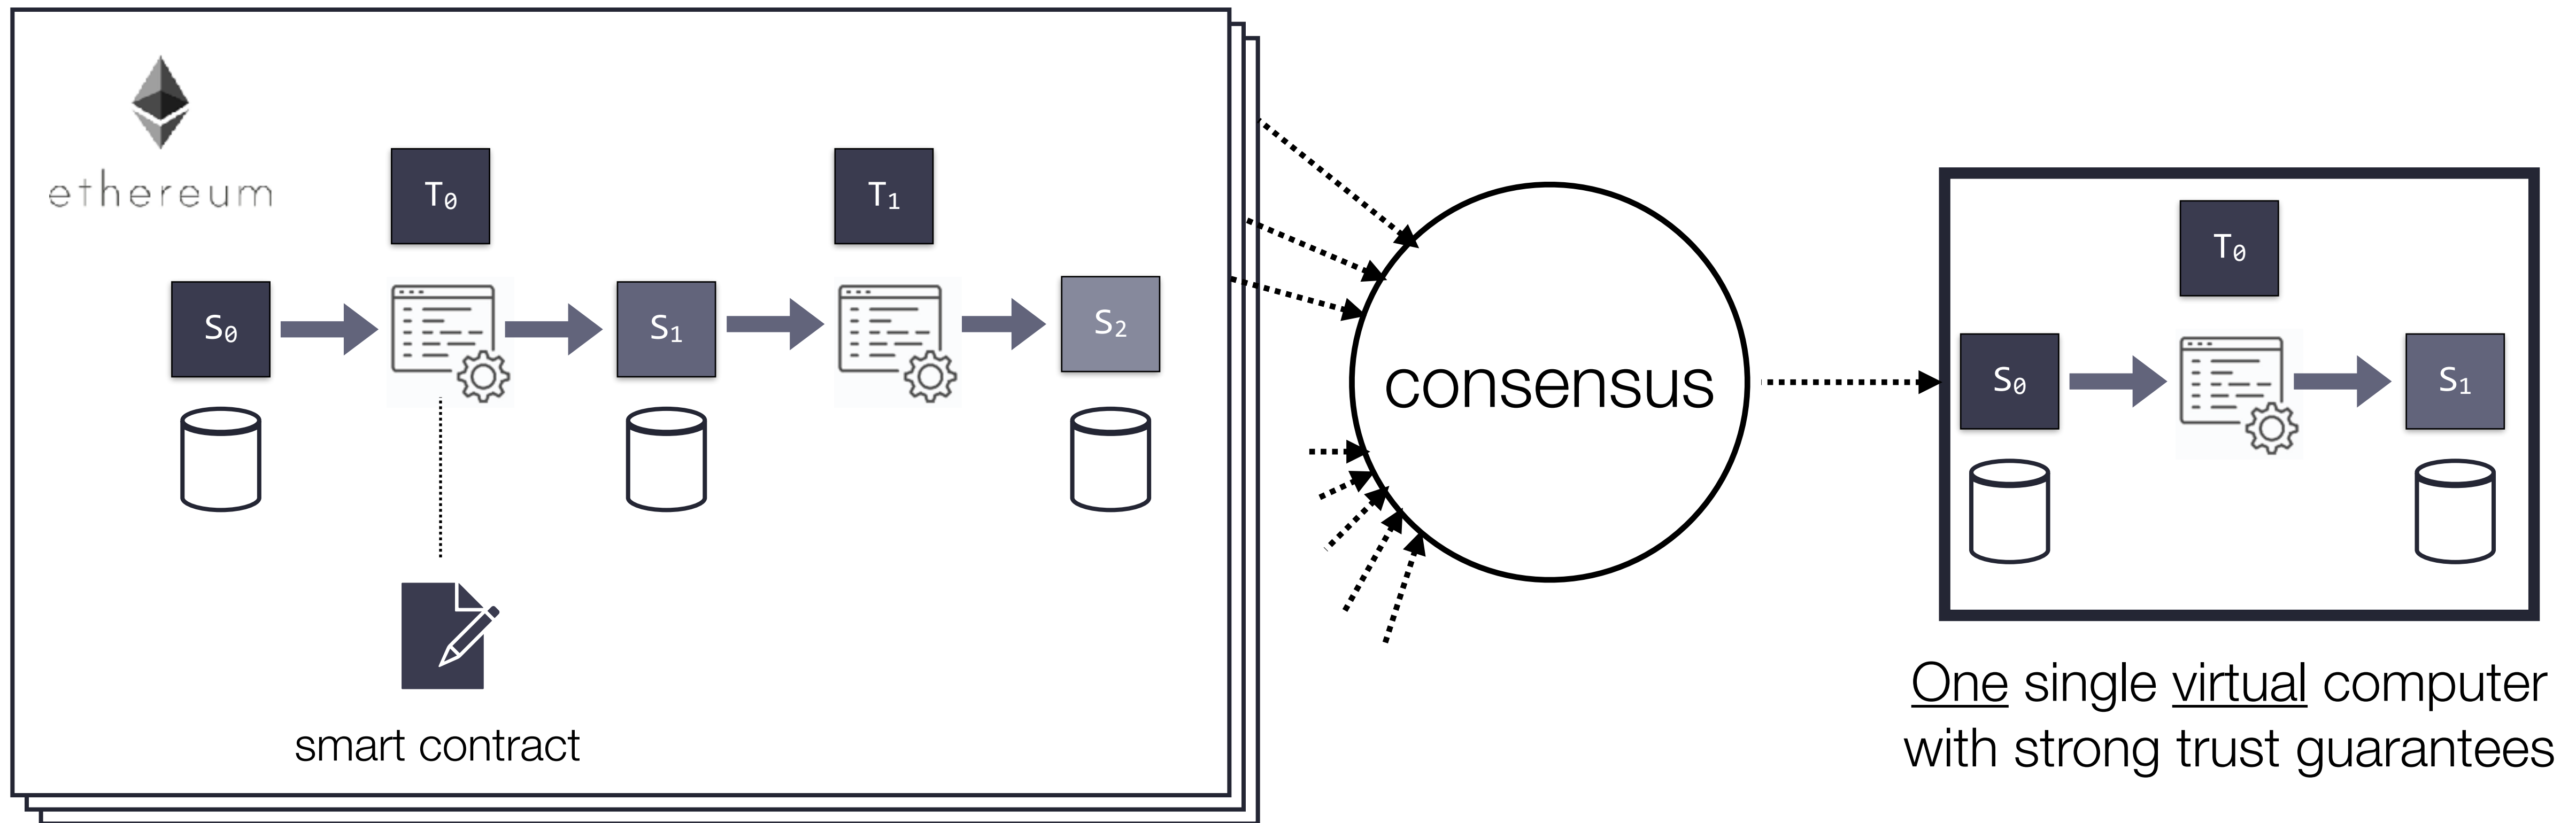 ethereum
T₀
T₁
S₀
S₁
S₂
smart contract
consensus
T₀
S₀
S₁
One single virtual computer
with strong trust guarantees